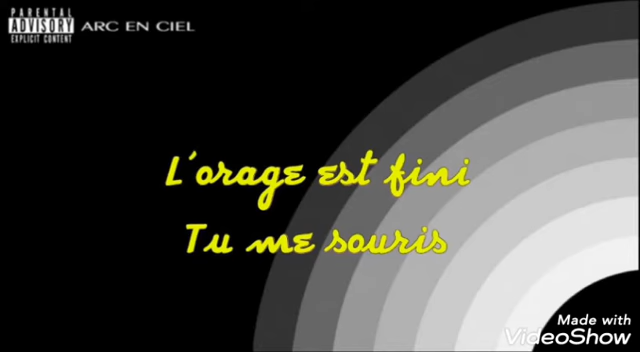 PARENTAL
ADVISORY
EXPLICIT CONTENT
ARC EN CIEL
L'orage est fini
Tu me souris
Made with
VideoShow